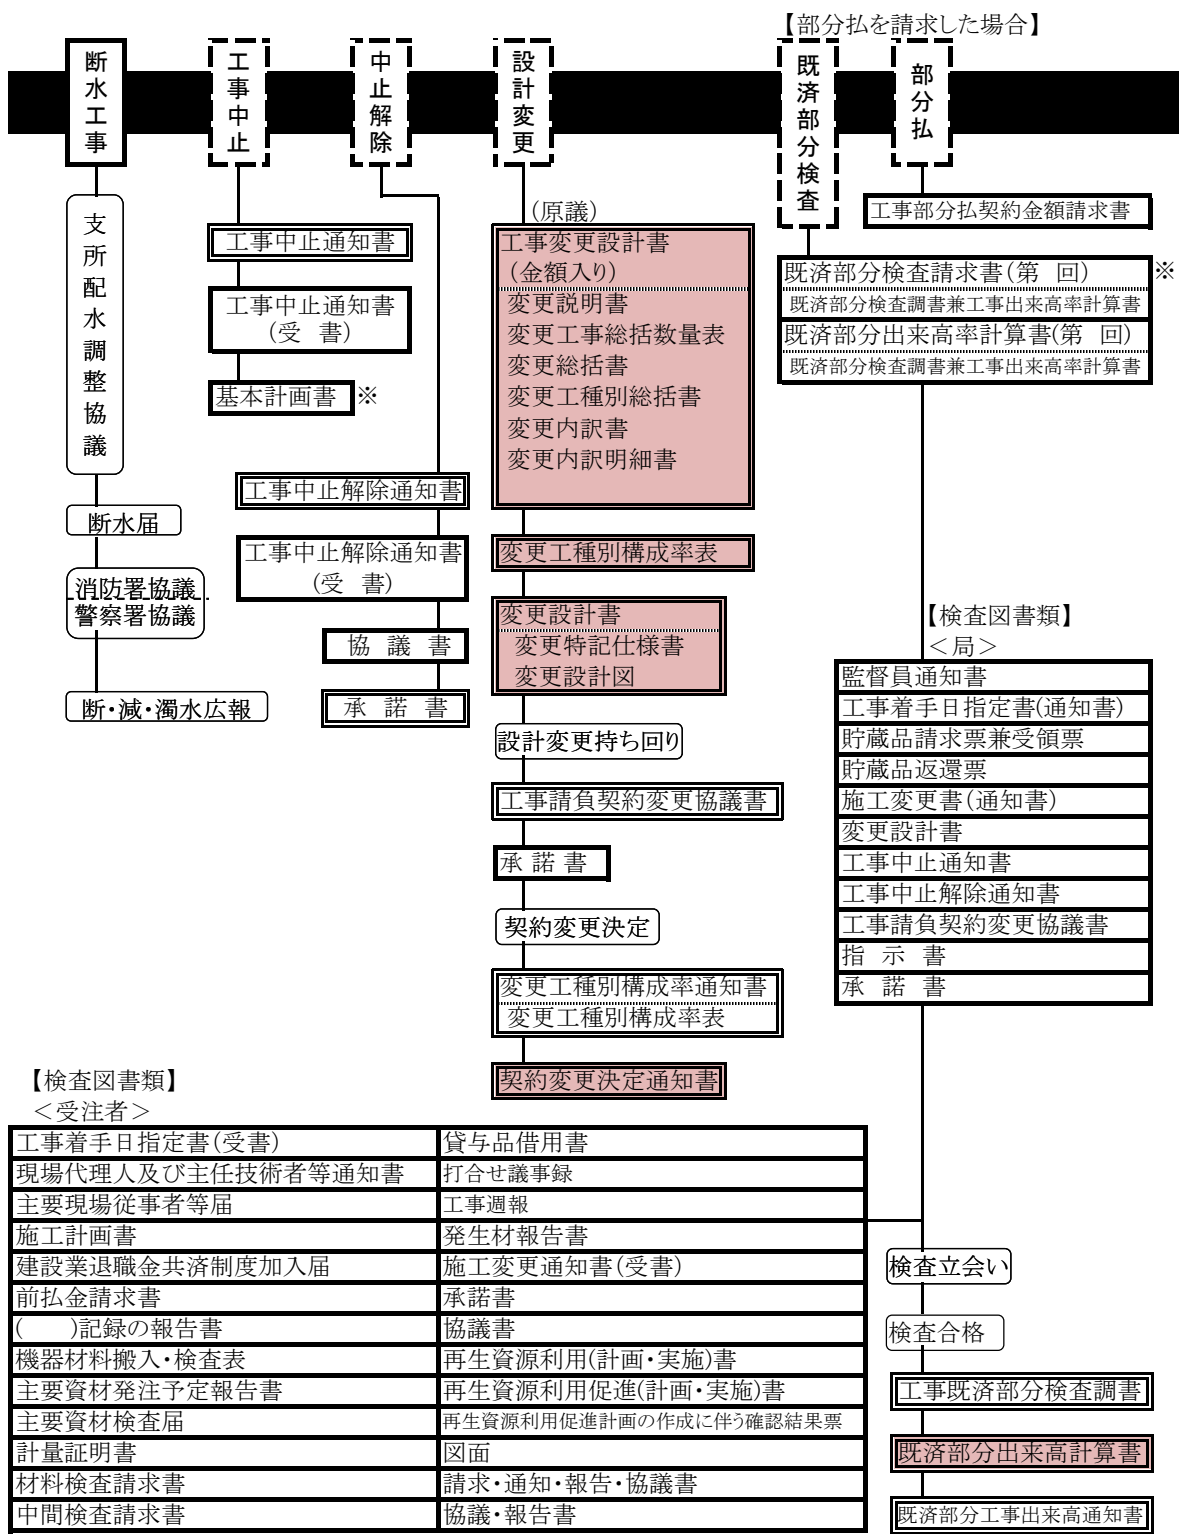 【部分払を請求した場合】
断水工事
工事中止
中止解除
設計変更
既済部分検査
部分払
支所配水調整協議
断水届
消防署協議
警察署協議
断・減・濁水広報
工事中止通知書
工事中止通知書
(受　書)
基本計画書 ※
工事中止解除通知書
工事中止解除通知書
(受　書)
協　議　書
承　諾　書
(原議)
工事変更設計書
(金額入り)
変更説明書
変更工事総括数量表
変更総括書
変更工種別総括書
変更内訳書
変更内訳明細書
変更工種別構成率表
変更設計書
変更特記仕様書
変更設計図
設計変更持ち回り
工事請負契約変更協議書
承 諾 書
契約変更決定
変更工種別構成率通知書
変更工種別構成率表
契約変更決定通知書
工事部分払契約金額請求書
既済部分検査請求書(第　回) ※
既済部分検査調書兼工事出来高率計算書
既済部分出来高率計算書(第　回)
既済部分検査調書兼工事出来高率計算書
【検査図書類】
＜局＞
監督員通知書
工事着手日指定書(通知書)
貯蔵品請求票兼受領票
貯蔵品返還票
施工変更書(通知書)
変更設計書
工事中止通知書
工事中止解除通知書
工事請負契約変更協議書
指　示　書
承　諾　書
【検査図書類】
＜受注者＞
工事着手日指定書(受書)
現場代理人及び主任技術者等通知書
主要現場従事者等届
施工計画書
建設業退職金共済制度加入届
前払金請求書
(　　)記録の報告書
機器材料搬入・検査表
主要資材発注予定報告書
主要資材検査届
計量証明書
材料検査請求書
中間検査請求書
貸与品借用書
打合せ議事録
工事週報
発生材報告書
施工変更通知書(受書)
承諾書
協議書
再生資源利用(計画・実施)書
再生資源利用促進(計画・実施)書
再生資源利用促進計画の作成に伴う確認結果票
図面
請求・通知・報告・協議書
協議・報告書
検査立会い
検査合格
工事既済部分検査調書
既済部分出来高計算書
既済部分工事出来高通知書